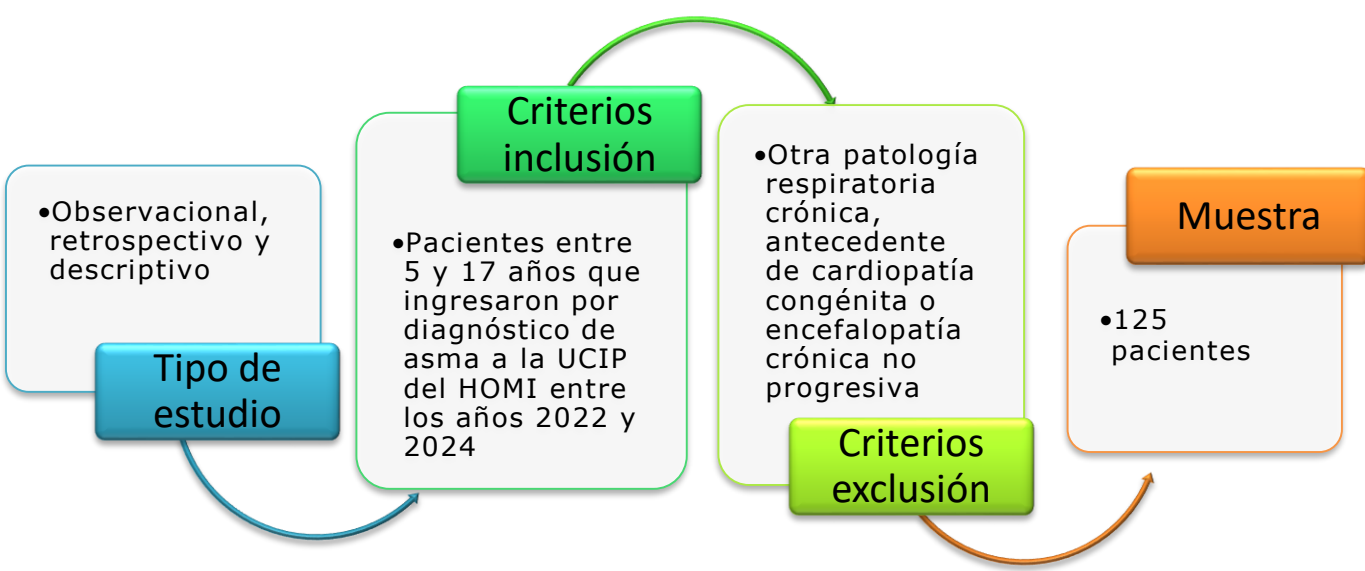 •Observacional,
retrospectivo y
descriptivo
Tipo de
estudio
Criterios
inclusión
•Pacientes entre
5 y 17 años que
ingresaron por
diagnóstico de
asma a la UCIP
del HOMI entre
los años 2022 y
2024
•Otra patología
respiratoria
crónica,
antecedente
de cardiopatía
congénita o
encefalopatía
crónica no
progresiva
Criterios
exclusión
Muestra
•125
pacientes